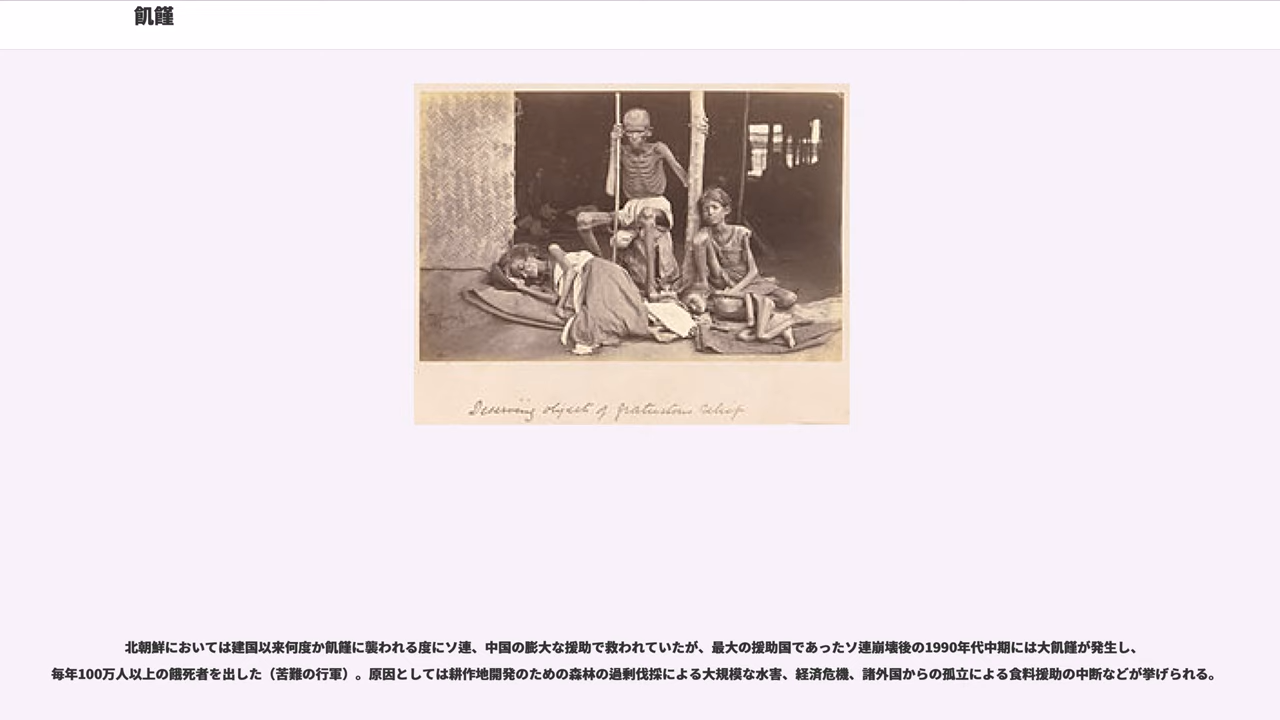 飢饉
Deserving objects of gratuitous relief
北朝鮮においては建国以来何度か飢饉に襲われる度にソ連、中国の膨大な援助で救われていたが、最大の援助国であったソ連崩壊後の1990年代中期には大飢饉が発生し、
毎年100万人以上の餓死者を出した（苦難の行軍）。原因としては耕作地開発のための森林の過剰伐採による大規模な水害、経済危機、諸外国からの孤立による食料援助の中断などが挙げられる。